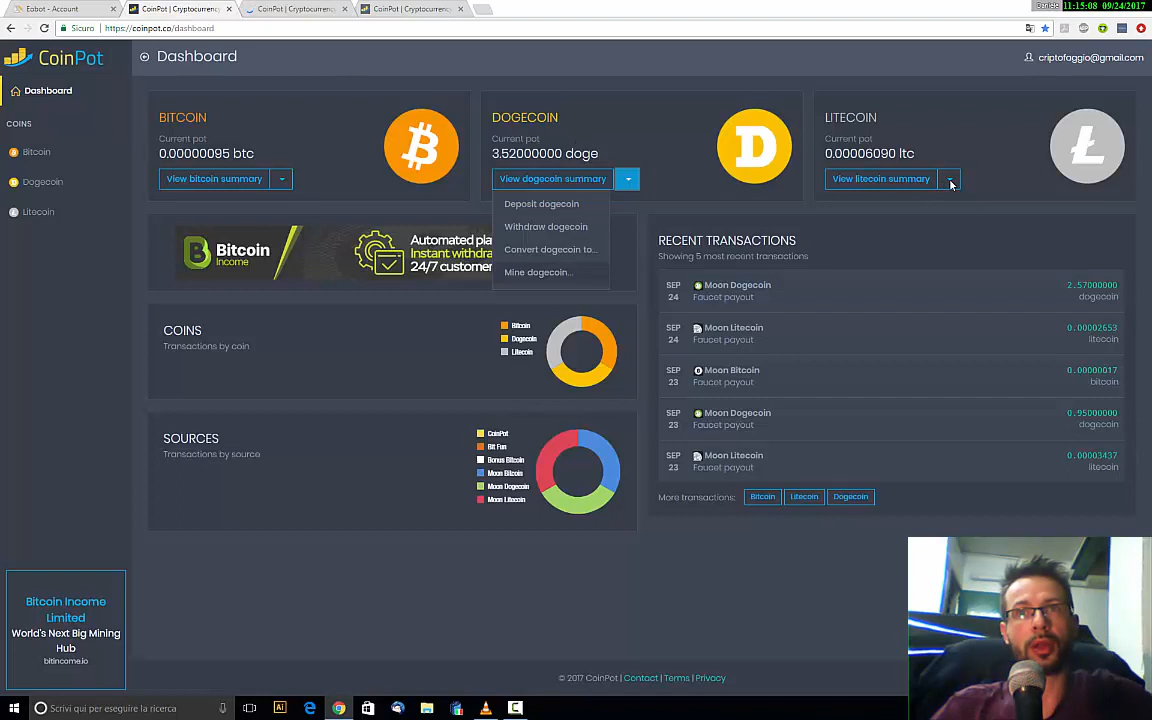 Eobot - Account
CoinPot | Cryptocurrency
CoinPot | Cryptocurrency
CoinPot | Cryptocurrency
Daniele
11:15:08 09/24/2017
Sicuro
https://coinpot.co/dashboard
CoinPot
Dashboard
criptofoggio@gmail.com
Dashboard
COINS
Bitcoin
Dogecoin
Litecoin
BITCOIN
Current pot
0.00000095 btc
View bitcoin summary
DOGECOIN
Current pot
3.52000000 doge
View dogecoin summary
Deposit dogecoin
Withdraw dogecoin
Convert dogecoin to...
Mine dogecoin...
LITECOIN
Current pot
0.00006090 ltc
View litecoin summary
Bitcoin
Income
Automated pla
Instant withdra
24/7 customer
COINS
Transactions by coin
Bitcoin
Dogecoin
Litecoin
SOURCES
Transactions by source
CoinPot
Bit Fun
Bonus Bitcoin
Moon Bitcoin
Moon Dogecoin
Moon Litecoin
RECENT TRANSACTIONS
Showing 5 most recent transactions
SEP Moon Dogecoin 2.57000000
24 Faucet payout dogecoin
SEP Moon Litecoin 0.00002653
24 Faucet payout litecoin
SEP Moon Bitcoin 0.00000017
23 Faucet payout bitcoin
SEP Moon Dogecoin 0.95000000
23 Faucet payout dogecoin
SEP Moon Litecoin 0.00003437
23 Faucet payout litecoin
More transactions: Bitcoin Litecoin Dogecoin
Bitcoin Income
Limited
World's Next Big Mining
Hub
bitincome.io
© 2017 CoinPot | Contact | Terms | Privacy
Scrivi qui per eseguire la ricerca